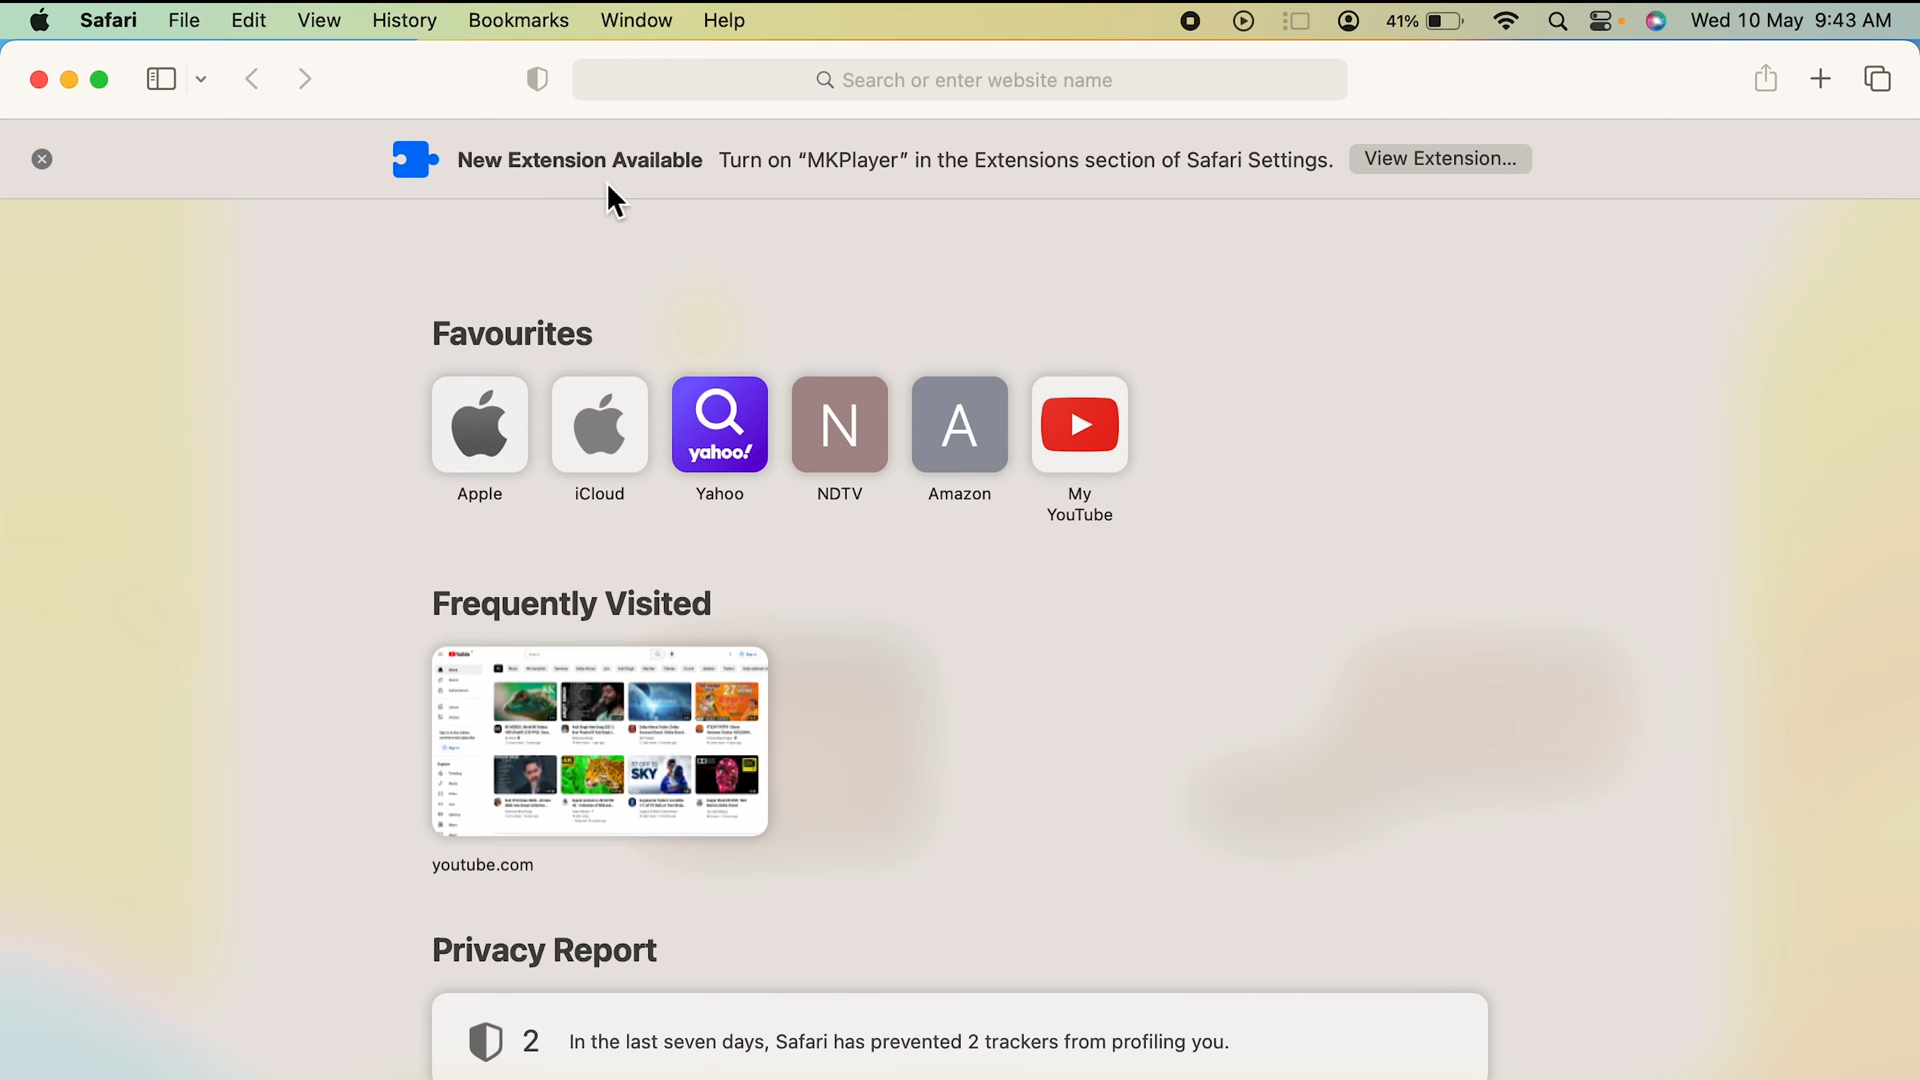 Safari File Edit View History Bookmarks Window Help 41% Wed 10 May 9:43 AM
Search or enter website name
New Extension Available Turn on “MKPlayer” in the Extensions section of Safari Settings. View Extension...
Favourites
yahoo! N A
Apple iCloud Yahoo NDTV Amazon My
YouTube
Frequently Visited
SKY
youtube.com
Privacy Report
2 In the last seven days, Safari has prevented 2 trackers from profiling you.